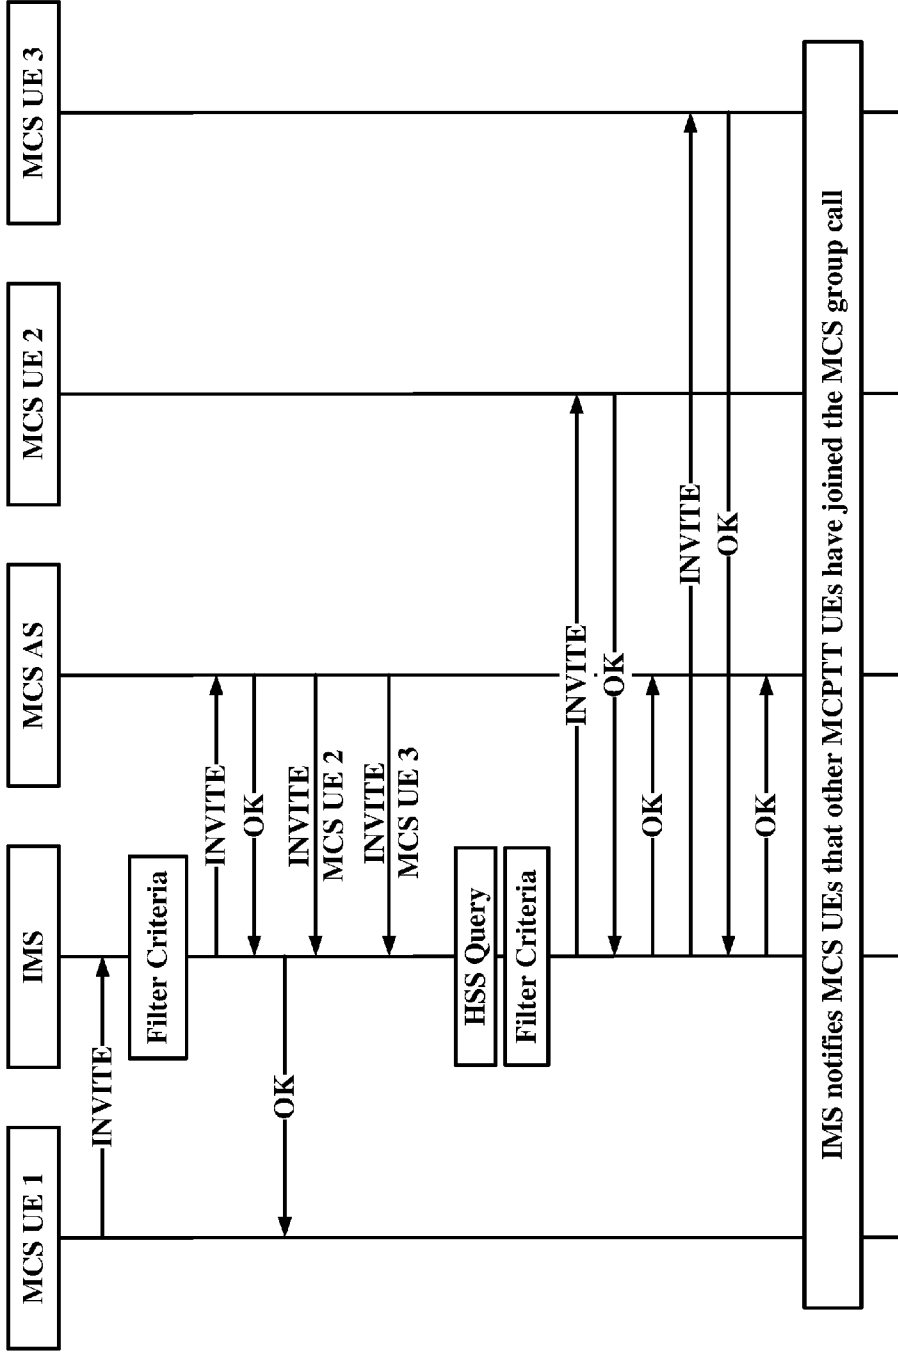 MCS UE 1
IMS
MCS AS
MCS UE 2
MCS UE 3
INVITE
Filter Criteria
INVITE
OK
OK
INVITE
MCS UE 2
INVITE
MCS UE 3
HSS Query
Filter Criteria
INVITE
OK
OK
INVITE
OK
OK
IMS notifies MCS UEs that other MCPTT UEs have joined the MCS group call